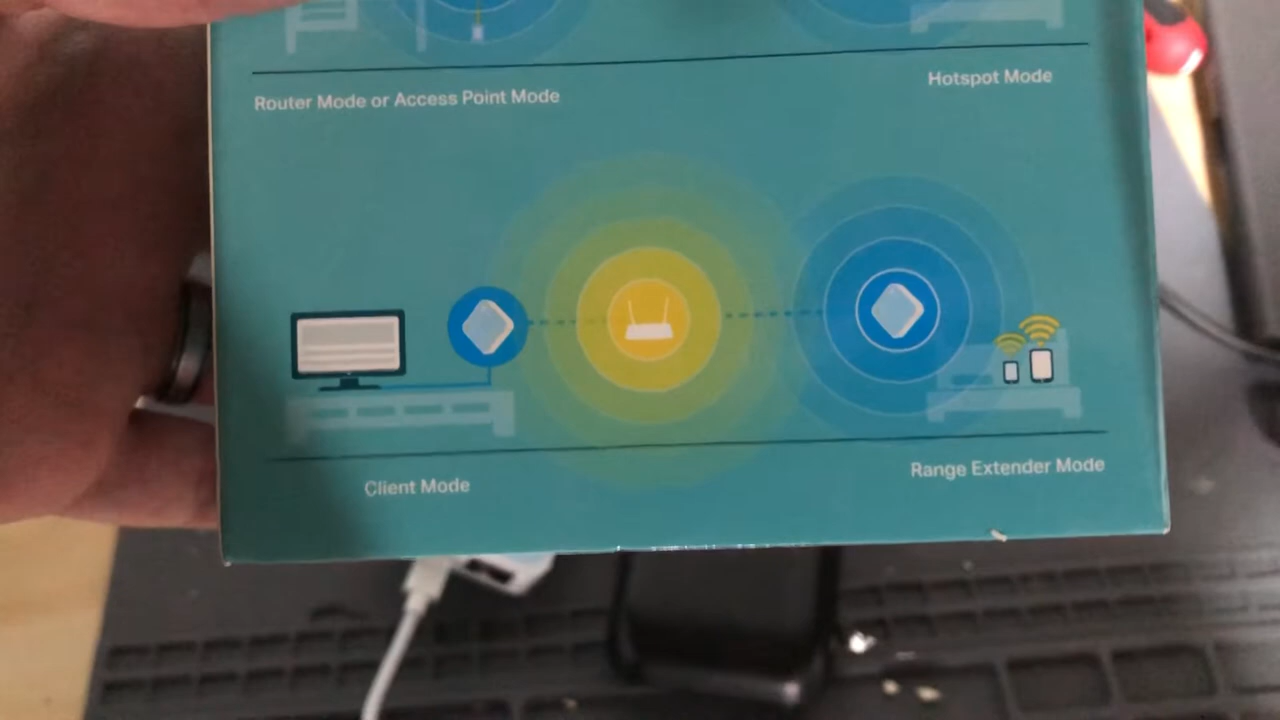 Router Mode or Access Point Mode
Hotspot Mode
Client Mode
Range Extender Mode